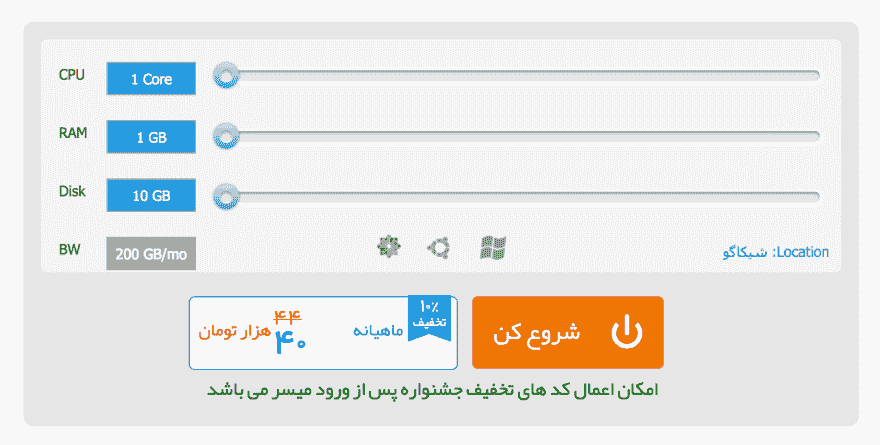 CPU
1 Core
RAM
1 GB
Disk
10 GB
BW
200 GB/mo
Location: شیکاگو
شروع کن
۱۰٪
تخفیف
ماهیانه
۴۴
۴۰
هزار تومان
امکان اعمال کد های تخفیف جشنواره پس از ورود میسر می باشد